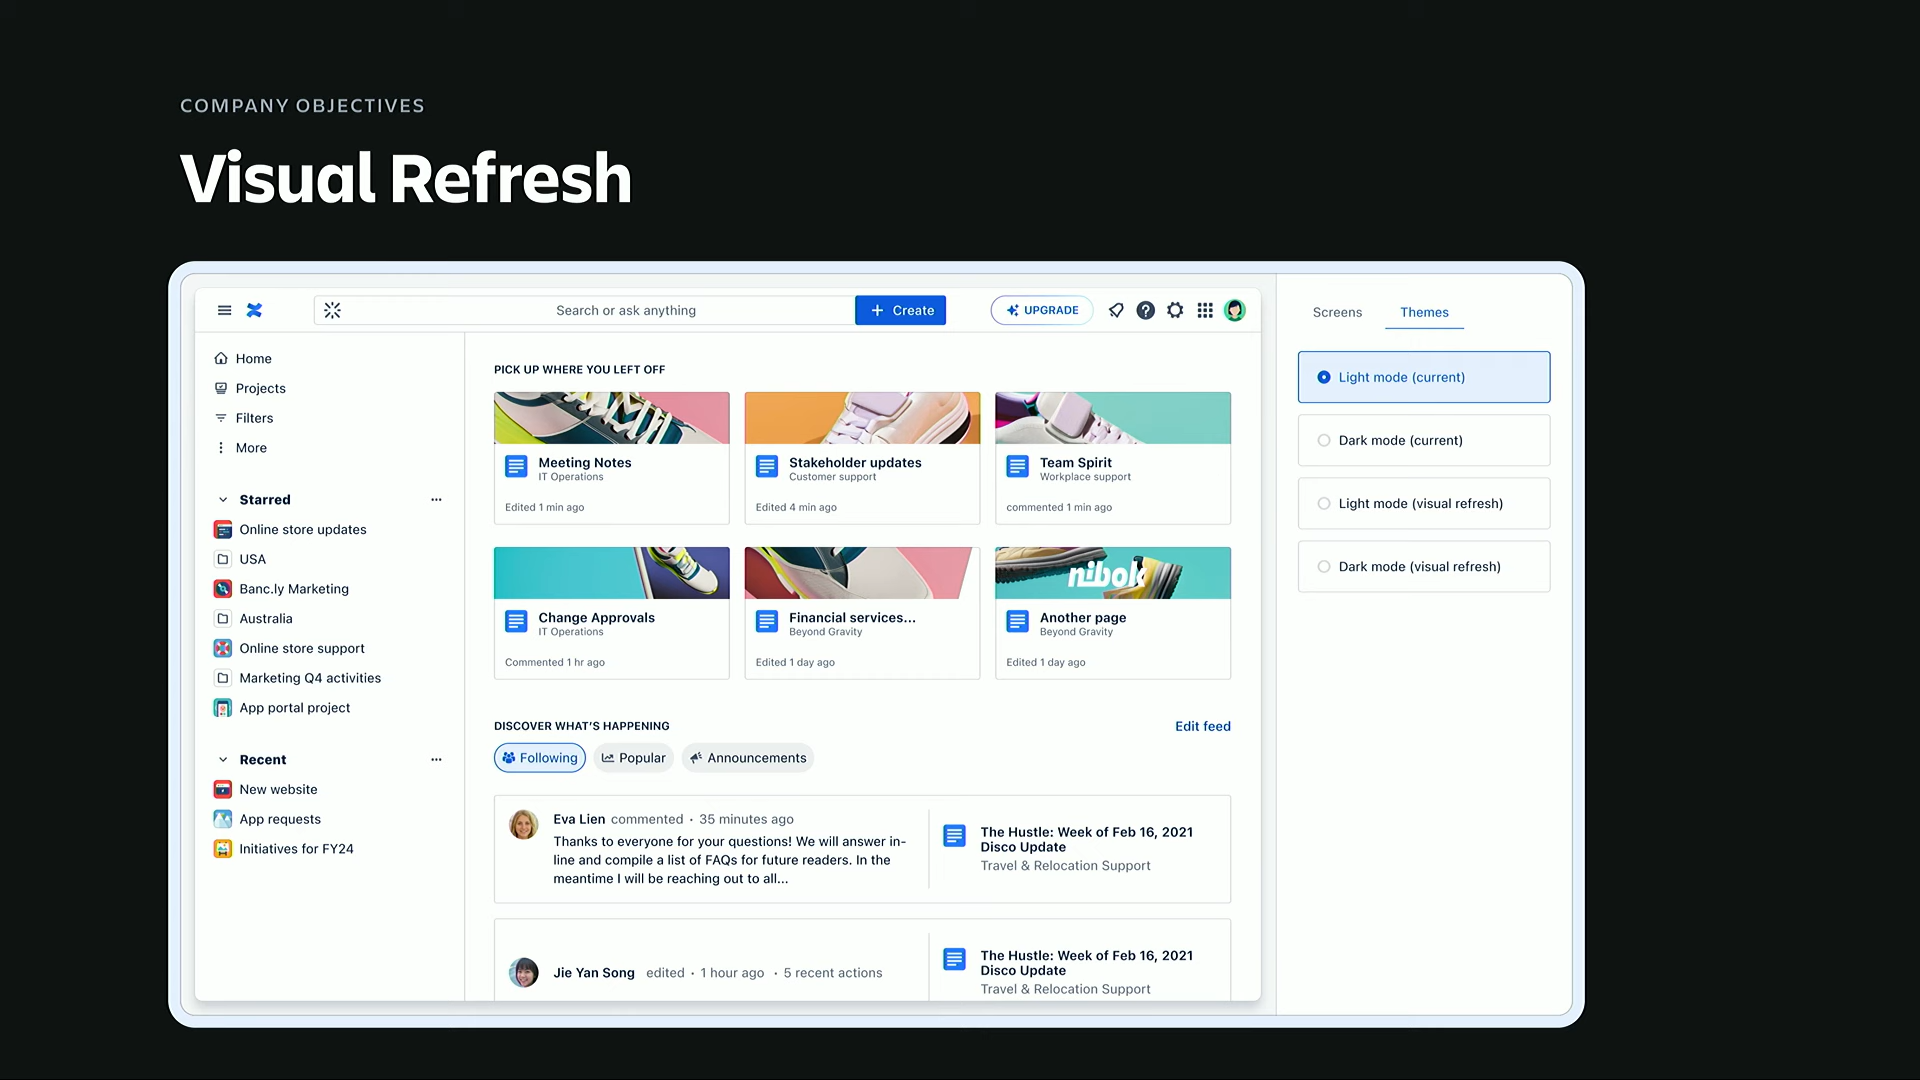 COMPANY OBJECTIVES
Visual Refresh
Search or ask anything
Create
UPGRADE
Home
Projects
Filters
More
Starred
Online store updates
USA
Banc.ly Marketing
Australia
Online store support
Marketing Q4 activities
App portal project
Recent
New website
App requests
Initiatives for FY24
PICK UP WHERE YOU LEFT OFF
Meeting Notes
IT Operations
Edited 1 min ago
Stakeholder updates
Customer support
Edited 4 min ago
Team Spirit
Workplace support
commented 1 min ago
Change Approvals
IT Operations
Commented 1 hr ago
Financial services...
Beyond Gravity
Edited 1 day ago
nibok
Another page
Beyond Gravity
Edited 1 day ago
DISCOVER WHAT'S HAPPENING
Edit feed
Following
Popular
Announcements
Eva Lien commented • 35 minutes ago
Thanks to everyone for your questions! We will answer in-
line and compile a list of FAQs for future readers. In the
meantime I will be reaching out to all...
The Hustle: Week of Feb 16, 2021
Disco Update
Travel & Relocation Support
Jie Yan Song edited • 1 hour ago • 5 recent actions
The Hustle: Week of Feb 16, 2021
Disco Update
Travel & Relocation Support
Screens
Themes
Light mode (current)
Dark mode (current)
Light mode (visual refresh)
Dark mode (visual refresh)